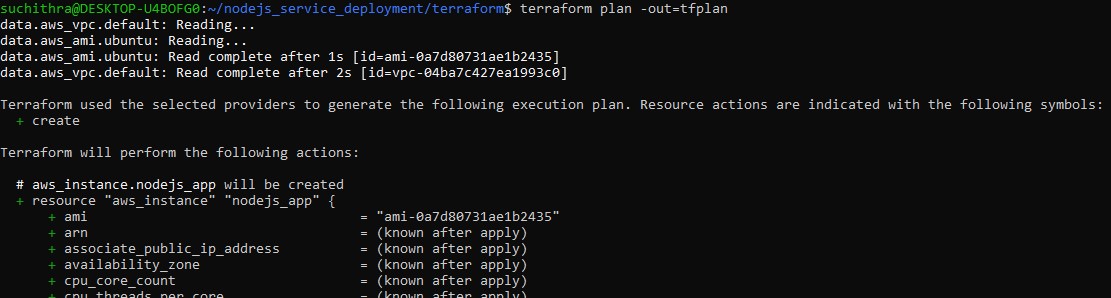 suchithra@DESKTOP-U4BOFG0:~/nodejs_service_deployment/terraform$ terraform plan -out=tfplan
data.aws_vpc.default: Reading...
data.aws_ami.ubuntu: Reading...
data.aws_ami.ubuntu: Read complete after 1s [id=ami-0a7d80731ae1b2435]
data.aws_vpc.default: Read complete after 2s [id=vpc-04ba7c427ea1993c0]
Terraform used the selected providers to generate the following execution plan. Resource actions are indicated with the following symbols:
+ create
Terraform will perform the following actions:
# aws_instance.nodejs_app will be created
+ resource "aws_instance" "nodejs_app" {
+ ami = "ami-0a7d80731ae1b2435"
+ arn = (known after apply)
+ associate_public_ip_address = (known after apply)
+ availability_zone = (known after apply)
+ cpu_core_count = (known after apply)
+ cpu_threads_per_core = (known after apply)